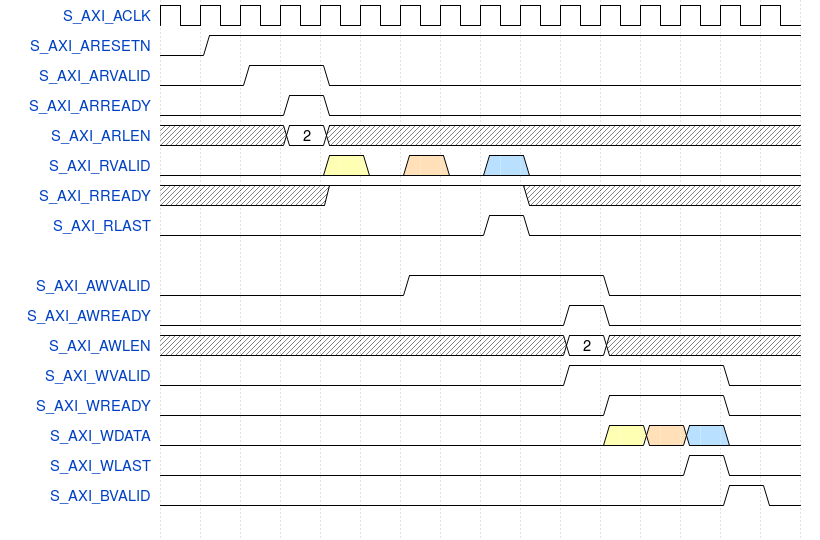 S_AXI_ACLK
S_AXI_ARESETN
S_AXI_ARVALID
S_AXI_ARREADY
S_AXI_ARLEN 2
S_AXI_RVALID
S_AXI_RREADY
S_AXI_RLAST
S_AXI_AWVALID
S_AXI_AWREADY
S_AXI_AWLEN 2
S_AXI_WVALID
S_AXI_WREADY
S_AXI_WDATA
S_AXI_WLAST
S_AXI_BVALID